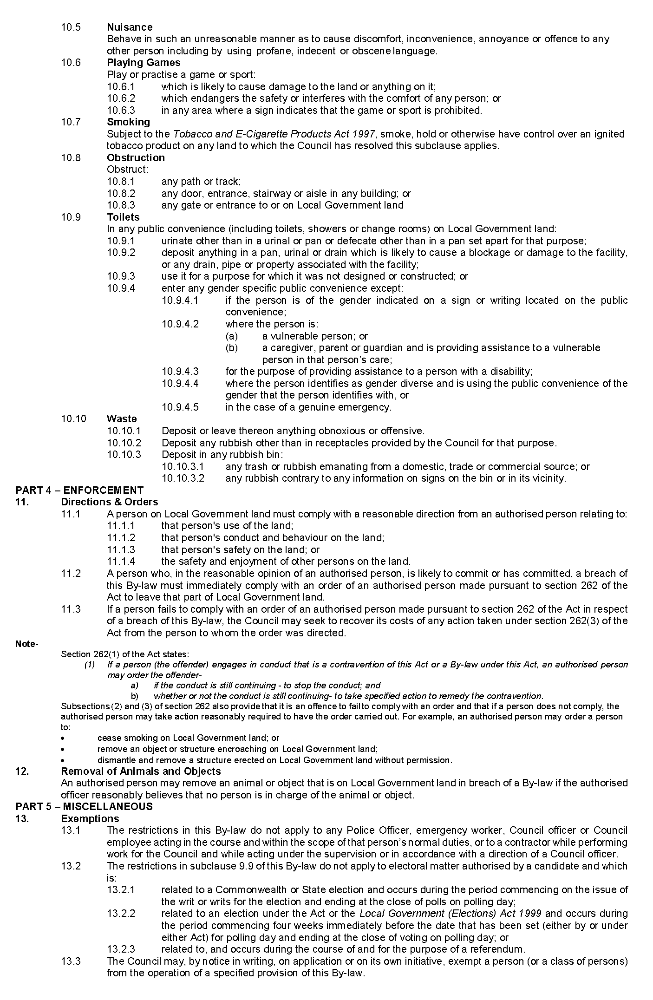 10.5 Nuisance
Behave in such an unreasonable manner as to cause discomfort, inconvenience, annoyance or offence to any
other person including by using profane, indecent or obscene language.
10.6 Playing Games
Play or practise a game or sport:
10.6.1 which is likely to cause damage to the land or anything on it;
10.6.2 which endangers the safety or interferes with the comfort of any person; or
10.6.3 in any area where a sign indicates that the game or sport is prohibited.
10.7 Smoking
Subject to the Tobacco and E-Cigarette Products Act 1997, smoke, hold or otherwise have control over an ignited
tobacco product on any land to which the Council has resolved this subclause applies.
10.8 Obstruction
Obstruct:
10.8.1 any path or track;
10.8.2 any door, entrance, stairway or aisle in any building; or
10.8.3 any gate or entrance to or on Local Government land
10.9 Toilets
In any public convenience (including toilets, showers or change rooms) on Local Government land:
10.9.1 urinate other than in a urinal or pan or defecate other than in a pan set apart for that purpose;
10.9.2 deposit anything in a pan, urinal or drain which is likely to cause a blockage or damage to the facility,
or any drain, pipe or property associated with the facility;
10.9.3 use it for a purpose for which it was not designed or constructed; or
10.9.4 enter any gender specific public convenience except:
10.9.4.1 if the person is of the gender indicated on a sign or writing located on the public
convenience;
10.9.4.2 where the person is:
(a) a vulnerable person; or
(b) a caregiver, parent or guardian and is providing assistance to a vulnerable
person in that person’s care;
10.9.4.3 for the purpose of providing assistance to a person with a disability;
10.9.4.4 where the person identifies as gender diverse and is using the public convenience of the
gender that the person identifies with, or
10.9.4.5 in the case of a genuine emergency.
10.10 Waste
10.10.1 Deposit or leave thereon anything obnoxious or offensive.
10.10.2 Deposit any rubbish other than in receptacles provided by the Council for that purpose.
10.10.3 Deposit in any rubbish bin:
10.10.3.1 any trash or rubbish emanating from a domestic, trade or commercial source; or
10.10.3.2 any rubbish contrary to any information on signs on the bin or in its vicinity.
PART 4 – ENFORCEMENT
11. Directions & Orders
11.1 A person on Local Government land must comply with a reasonable direction from an authorised person relating to:
11.1.1 that person's use of the land;
11.1.2 that person's conduct and behaviour on the land;
11.1.3 that person's safety on the land; or
11.1.4 the safety and enjoyment of other persons on the land.
11.2 A person who, in the reasonable opinion of an authorised person, is likely to commit or has committed, a breach of
this By-law must immediately comply with an order of an authorised person made pursuant to section 262 of the
Act to leave that part of Local Government land.
11.3 If a person fails to comply with an order of an authorised person made pursuant to section 262 of the Act in respect
of a breach of this By-law, the Council may seek to recover its costs of any action taken under section 262(3) of the
Act from the person to whom the order was directed.
Note-
Section 262(1) of the Act states:
(1) If a person (the offender) engages in conduct that is a contravention of this Act or a By-law under this Act, an authorised person
may order the offender-
a) if the conduct is still continuing - to stop the conduct; and
b) whether or not the conduct is still continuing- to take specified action to remedy the contravention.
Subsections (2) and (3) of section 262 also provide that it is an offence to fail to comply with an order and that if a person does not comply, the
authorised person may take action reasonably required to have the order carried out. For example, an authorised person may order a person
to:
• cease smoking on Local Government land; or
• remove an object or structure encroaching on Local Government land;
• dismantle and remove a structure erected on Local Government land without permission.
12. Removal of Animals and Objects
An authorised person may remove an animal or object that is on Local Government land in breach of a By-law if the authorised
officer reasonably believes that no person is in charge of the animal or object.
PART 5 – MISCELLANEOUS
13. Exemptions
13.1 The restrictions in this By-law do not apply to any Police Officer, emergency worker, Council officer or Council
employee acting in the course and within the scope of that person’s normal duties, or to a contractor while performing
work for the Council and while acting under the supervision or in accordance with a direction of a Council officer.
13.2 The restrictions in subclause 9.9 of this By-law do not apply to electoral matter authorised by a candidate and which
is:
13.2.1 related to a Commonwealth or State election and occurs during the period commencing on the issue of
the writ or writs for the election and ending at the close of polls on polling day;
13.2.2 related to an election under the Act or the Local Government (Elections) Act 1999 and occurs during
the period commencing four weeks immediately before the date that has been set (either by or under
either Act) for polling day and ending at the close of voting on polling day; or
13.2.3 related to, and occurs during the course of and for the purpose of a referendum.
13.3 The Council may, by notice in writing, on application or on its own initiative, exempt a person (or a class of persons)
from the operation of a specified provision of this By-law.